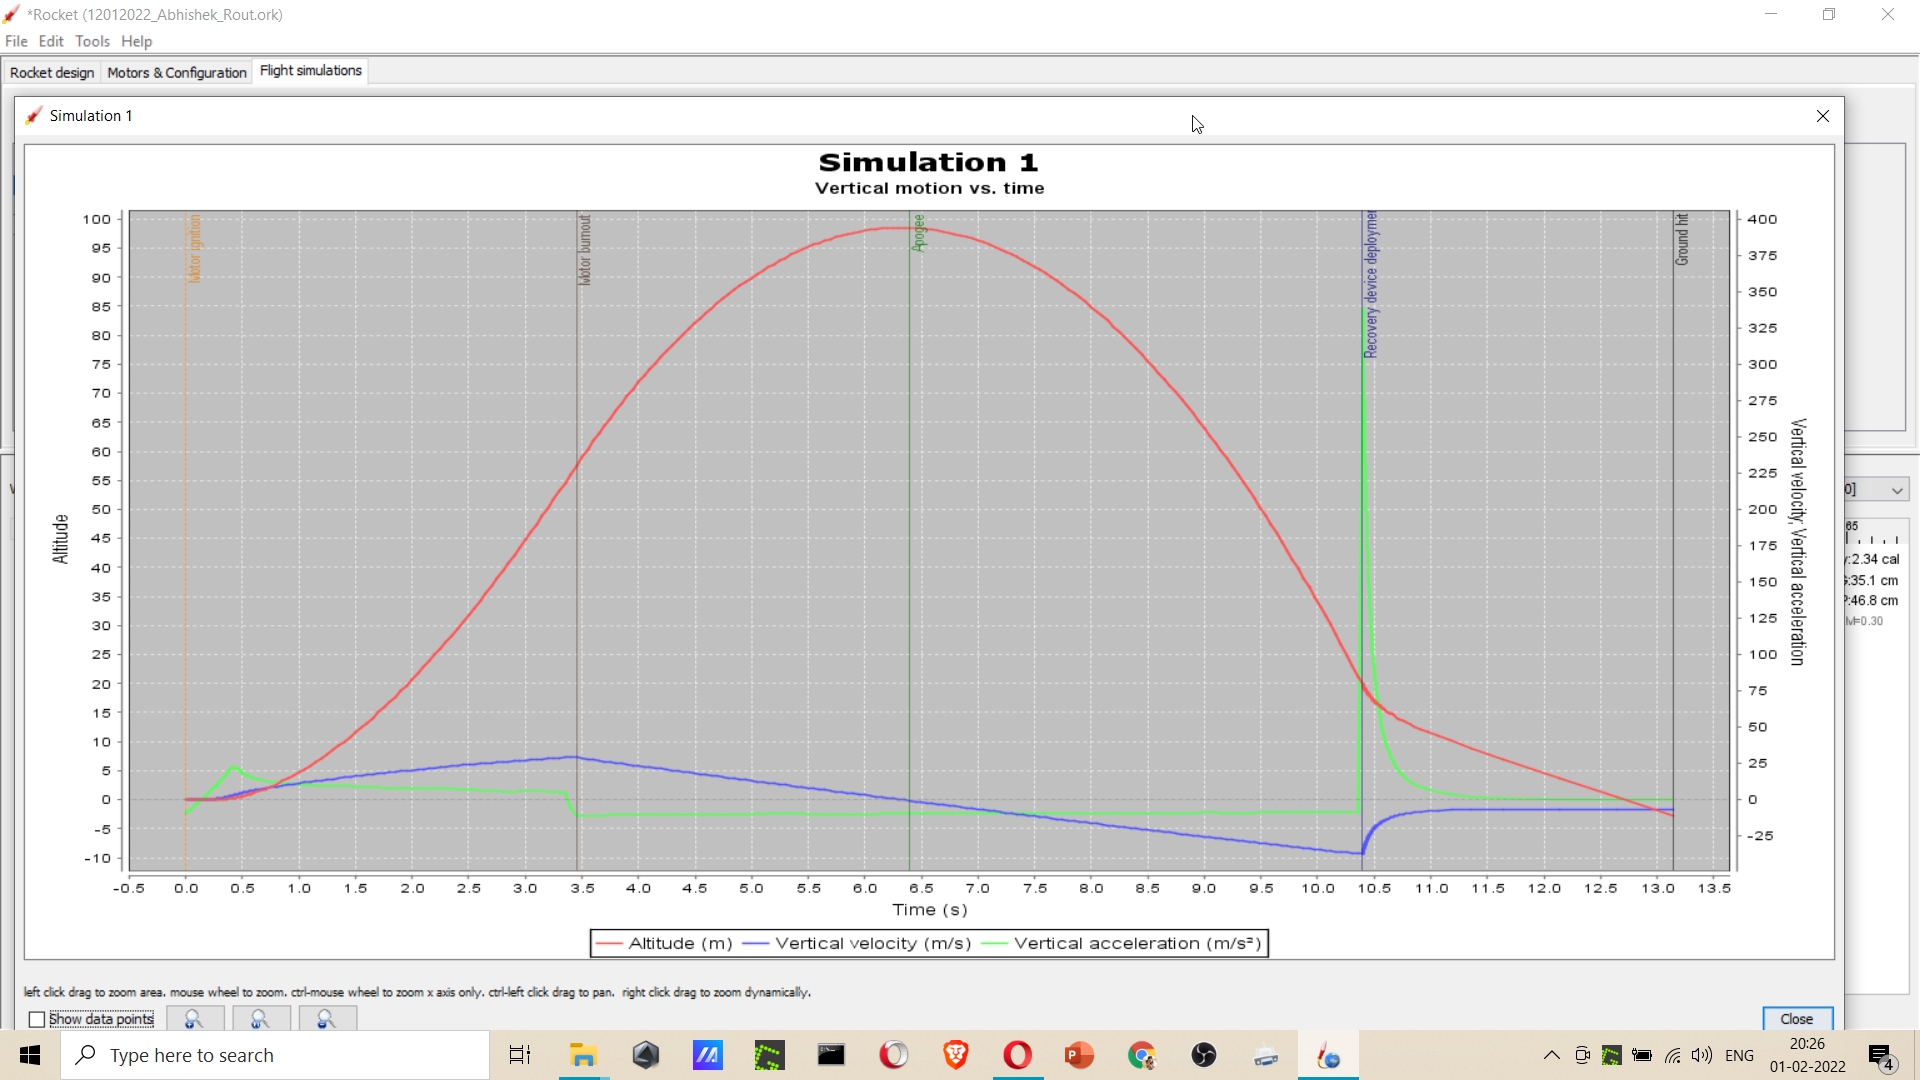 *Rocket (12012022_Abhishek_Rout.ork)
File Edit Tools Help
Rocket design Motors & Configuration Flight simulations
Simulation 1
Simulation 1
Vertical motion vs. time
100 95 90 85 80 75 70 65 60 55 50 45 40 35 30 25 20 15 10 5 0 -5 -10
Altitude
Motor ignition
Motor burnout
Apogee
Recovery device deploymen
Ground hit
400 375 350 325 300 275 250 225 200 175 150 125 100 75 50 25 0 -25
Vertical velocity; Vertical acceleration
-0.5 0.0 0.5 1.0 1.5 2.0 2.5 3.0 3.5 4.0 4.5 5.0 5.5 6.0 6.5 7.0 7.5 8.0 8.5 9.0 9.5 10.0 10.5 11.0 11.5 12.0 12.5 13.0 13.5
Time (s)
Altitude (m) Vertical velocity (m/s) Vertical acceleration (m/s²)
0]
65
:2.34 cal
:35.1 cm
:46.8 cm
M=0.30
left click drag to zoom area. mouse wheel to zoom. ctrl-mouse wheel to zoom x axis only. ctrl-left click drag to pan. right click drag to zoom dynamically.
Show data points
Close
Type here to search
ENG
20:26
01-02-2022
4